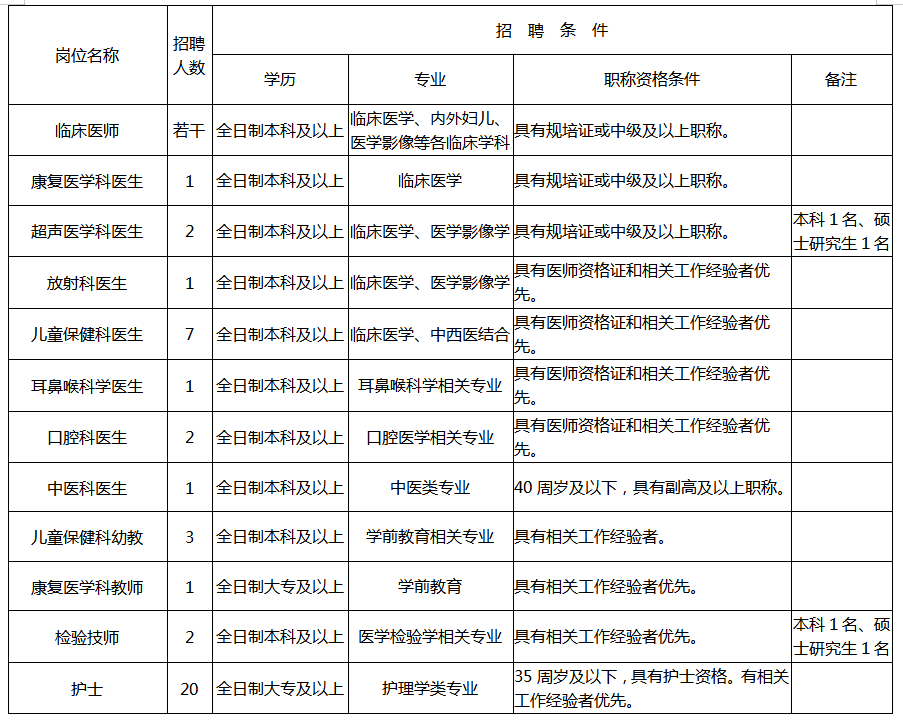 岗位名称
招聘
人数
招 聘 条 件
学历
专业
职称资格条件
备注
临床医师
若干
全日制本科及以上
临床医学、内外妇儿、
医学影像等各临床学科
具有规培证或中级及以上职称。
康复医学科医生
1
全日制本科及以上
临床医学
具有规培证或中级及以上职称。
超声医学科医生
2
全日制本科及以上
临床医学、医学影像学
具有规培证或中级及以上职称。
本科1名、硕
士研究生1名
放射科医生
1
全日制本科及以上
临床医学、医学影像学
具有医师资格证和相关工作经验者优
先。
儿童保健科医生
7
全日制本科及以上
临床医学、中西医结合
具有医师资格证和相关工作经验者优
先。
耳鼻喉科学医生
1
全日制本科及以上
耳鼻喉科学相关专业
具有医师资格证和相关工作经验者优
先。
口腔科医生
2
全日制本科及以上
口腔医学相关专业
具有医师资格证和相关工作经验者优
先。
中医科医生
1
全日制本科及以上
中医类专业
40 周岁及以下，具有副高及以上职称。
儿童保健科幼教
3
全日制本科及以上
学前教育相关专业
具有相关工作经验者。
康复医学科教师
1
全日制大专及以上
学前教育
具有相关工作经验者优先。
检验技师
2
全日制本科及以上
医学检验学相关专业
具有相关工作经验者优先。
本科1名、硕
士研究生1名
护士
20
全日制大专及以上
护理学类专业
35 周岁及以下，具有护士资格。有相关
工作经验者优先。